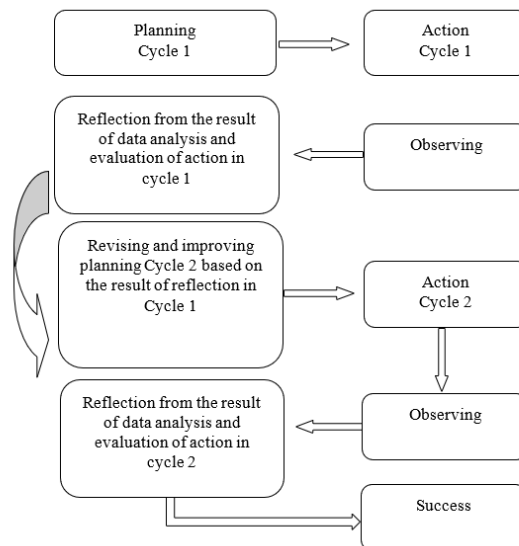 Planning
Cycle 1
Action
Cycle 1
Reflection from the result
of data analysis and
evaluation of action in
cycle 1
Observing
Revising and improving
planning Cycle 2 based on
the result of reflection in
Cycle 1
Action
Cycle 2
Reflection from the result
of data analysis and
evaluation of action in
cycle 2
Observing
Success